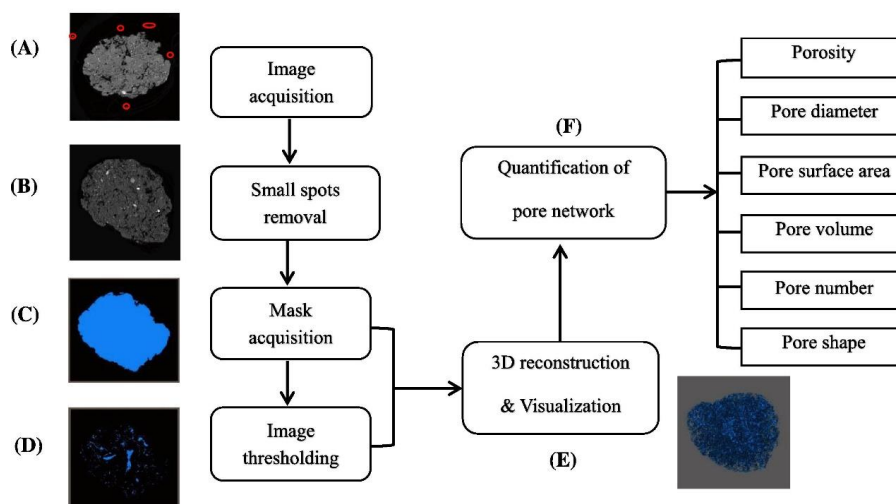 (A)
Image
acquisition
(B)
Small spots
removal
(C)
Mask
acquisition
(D)
Image
thresholding
3D reconstruction
& Visualization
(E)
(F)
Quantification of
pore network
Porosity
Pore diameter
Pore surface area
Pore volume
Pore number
Pore shape